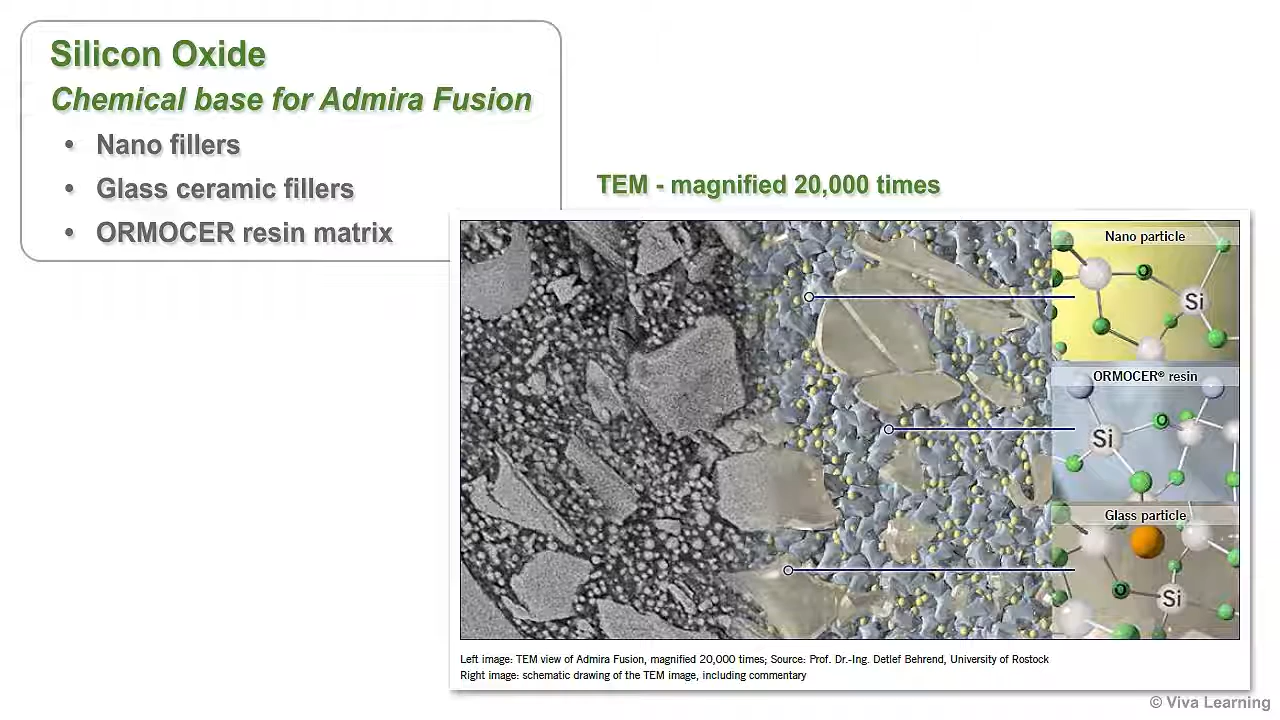 Silicon Oxide
Chemical base for Admira Fusion
• Nano fillers
• Glass ceramic fillers
• ORMOCER resin matrix
TEM - magnified 20,000 times
Nano particle
O
Si
ORMOCER® resin
Si
O
Glass particle
O
Si
Left image: TEM view of Admira Fusion, magnified 20,000 times; Source: Prof. Dr.-Ing. Detlef Behrend, University of Rostock
Right image: schematic drawing of the TEM image, including commentary
© Viva Learning